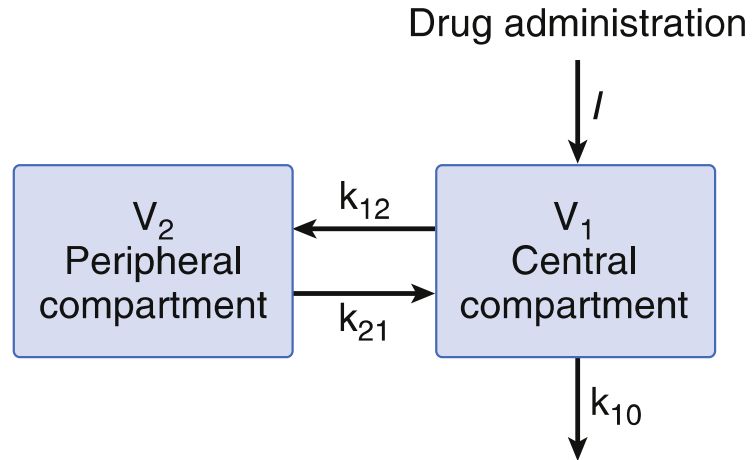 Drug administration
I
V₂
Peripheral
compartment
k₁₂
k₂₁
V₁
Central
compartment
k₁₀